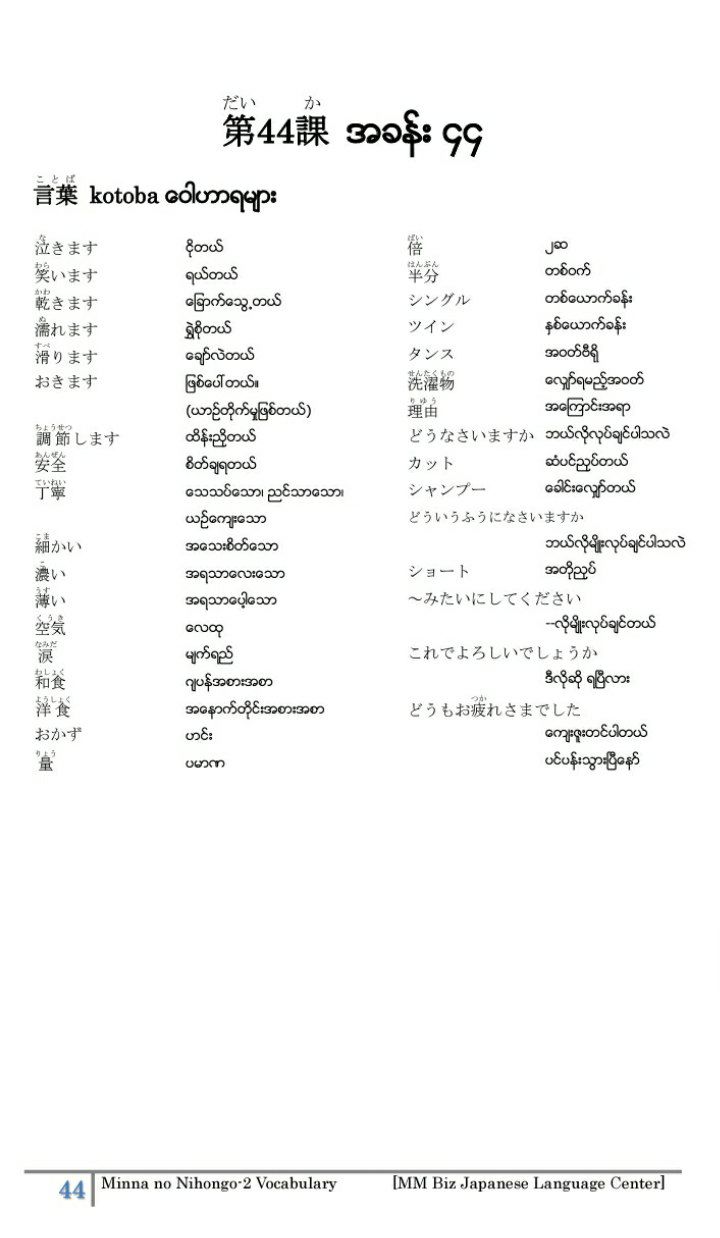 だい か
第44課 အခန်း ၄၄
ことば
言葉 kotoba ဝေါဟာရများ
な
泣きます ငိုတယ်
わら
笑います ရယ်တယ်
かわ
乾きます ခြောက်သွေ့တယ်
ぬ
濡れます ရွှဲစိုတယ်
すべ
滑ります ချော်လဲတယ်
おきます ဖြစ်ပေါ်တယ်။
(ယာဉ်တိုက်မှုဖြစ်တယ်)
ちょうせつ
調節します ထိန်းညှိတယ်
あんぜん
安全 စိတ်ချရတယ်
ていねい
丁寧 သေသပ်သော၊ ညင်သာသော၊
ယဉ်ကျေးသော
こま
細かい အသေးစိတ်သော
こ
濃い အရသာလေးသော
うす
薄い အရသာပေါ့သော
くうき
空気 လေထု
なみだ
涙 မျက်ရည်
わしょく
和食 ဂျပန်အစားအစာ
ようしょく
洋食 အနောက်တိုင်းအစားအစာ
おかず ဟင်း
りょう
量 ပမာဏ
ばい
倍 ၂ဆ
はんぶん
半分 တစ်ဝက်
シングル တစ်ယောက်ခန်း
ツイン နှစ်ယောက်ခန်း
タンス အဝတ်ဗီရို
せんたくもの
洗濯物 လျှော်ရမည့်အဝတ်
りゆう
理由 အကြောင်းအရာ
どうなさいますか ဘယ်လိုလုပ်ချင်ပါသလဲ
カット ဆံပင်ညှပ်တယ်
シャンプー ခေါင်းလျှော်တယ်
どういうふうになさいますか
ဘယ်လိုမျိုးလုပ်ချင်ပါသလဲ
ショート အတိုညှပ်
～みたいにしてください
--လိုမျိုးလုပ်ချင်တယ်
これでよろしいでしょうか
ဒီလိုဆို ရပြီလား
つか
どうもお疲れさまでした
ကျေးဇူးတင်ပါတယ်
ပင်ပန်းသွားပြီနော်
44 Minna no Nihongo-2 Vocabulary [MM Biz Japanese Language Center]